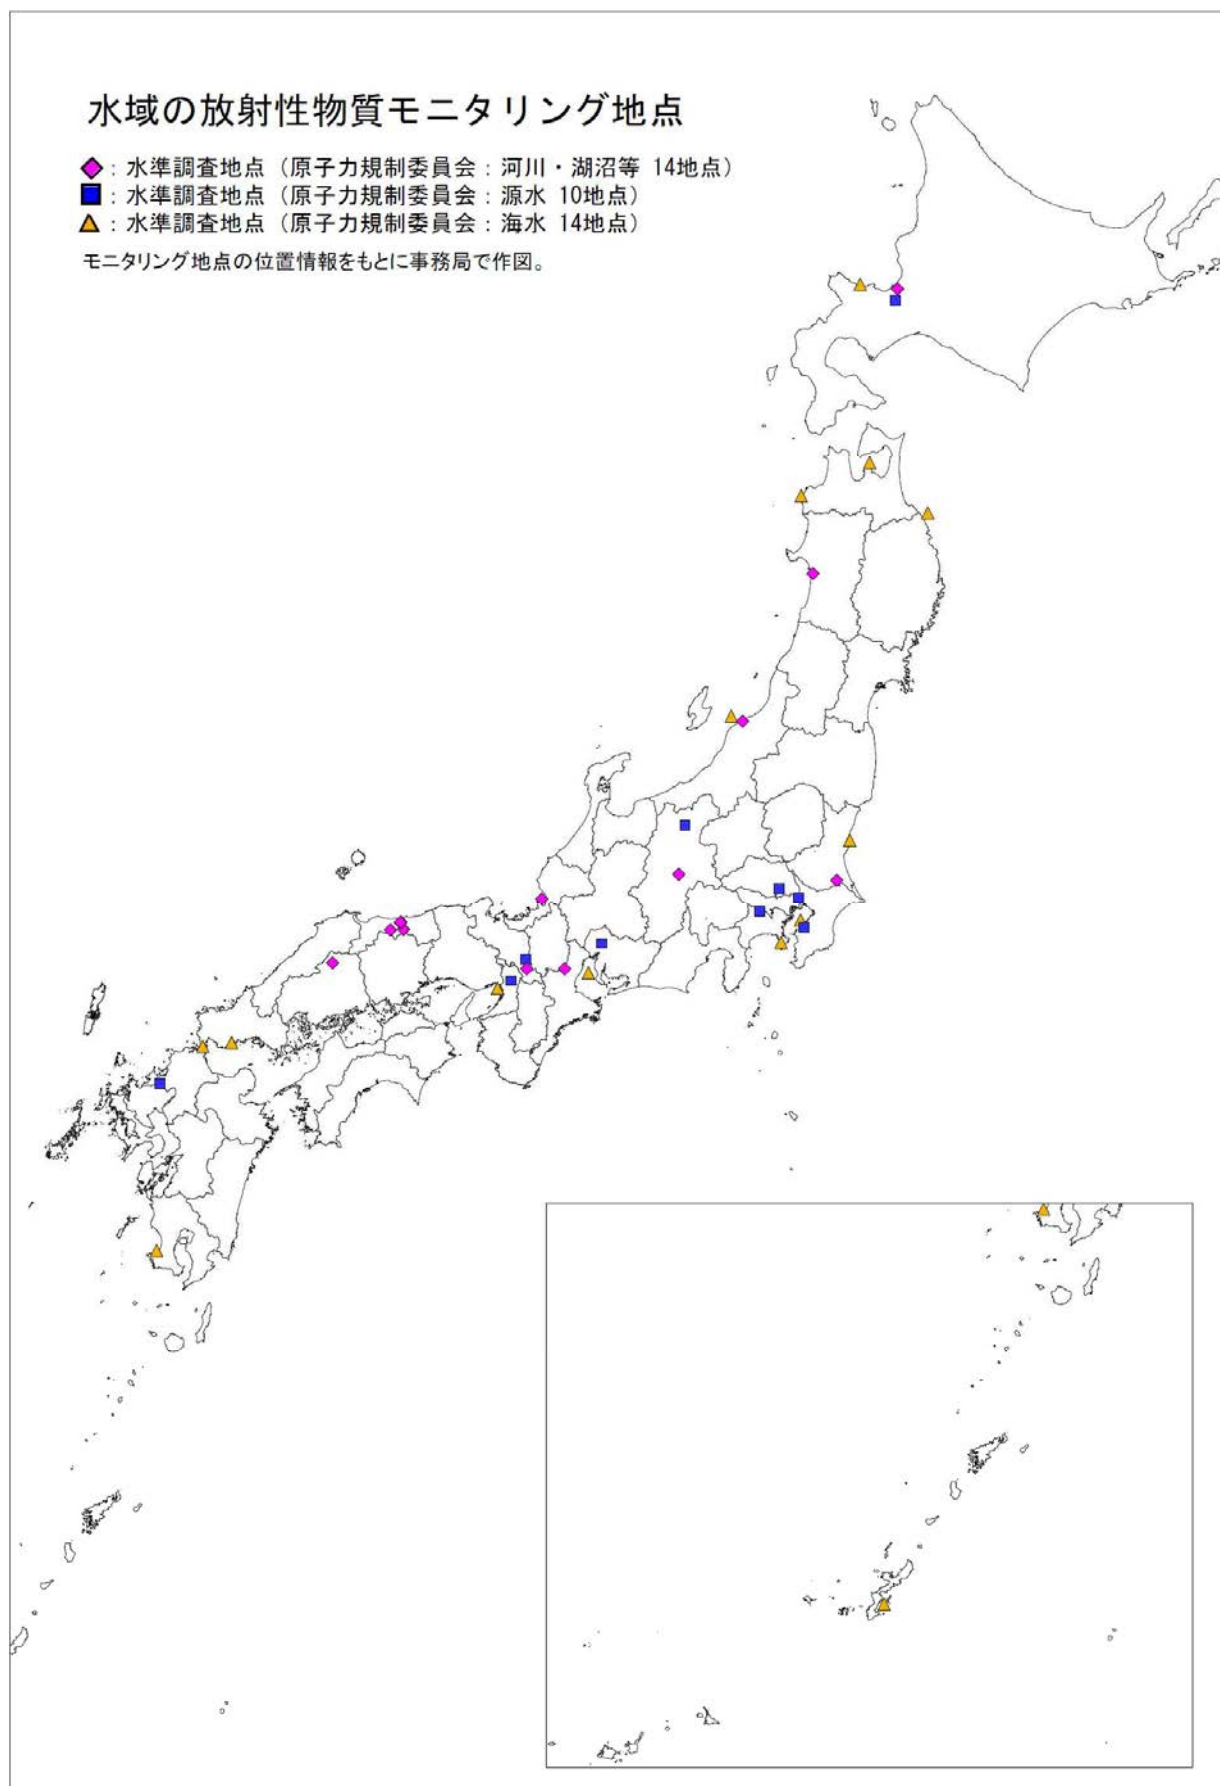 水域の放射性物質モニタリング地点
◆：水準調査地点（原子力規制委員会：河川・湖沼等 14地点）
■：水準調査地点（原子力規制委員会：源水 10地点）
▲：水準調査地点（原子力規制委員会：海水 14地点）
モニタリング地点の位置情報をもとに事務局で作図。